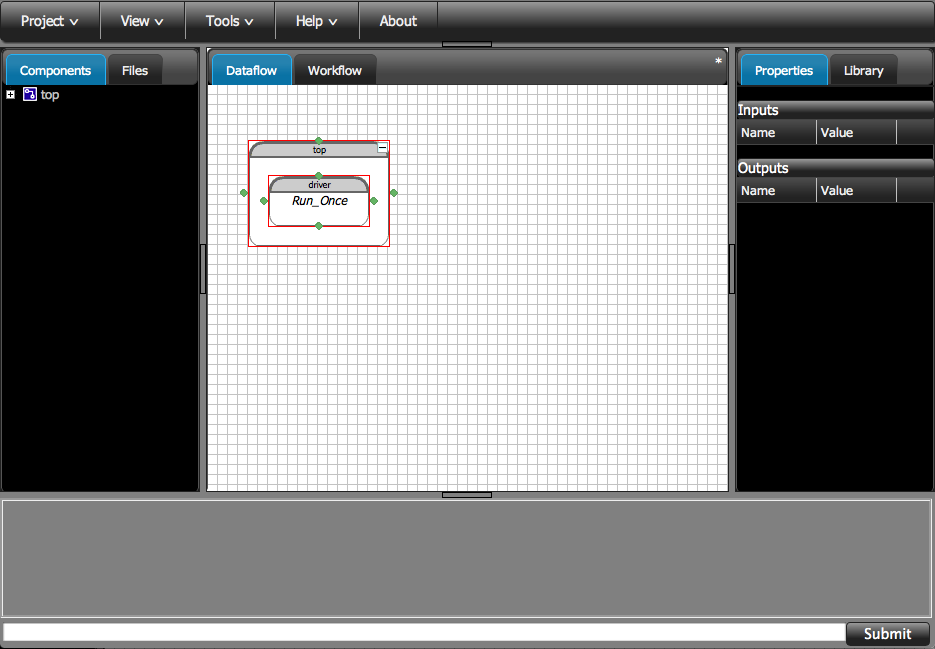 Project View Tools Help About
Components Files
top
Dataflow Workflow *
top
driver
Run_Once
Properties Library
Inputs
Name Value
Outputs
Name Value
Submit